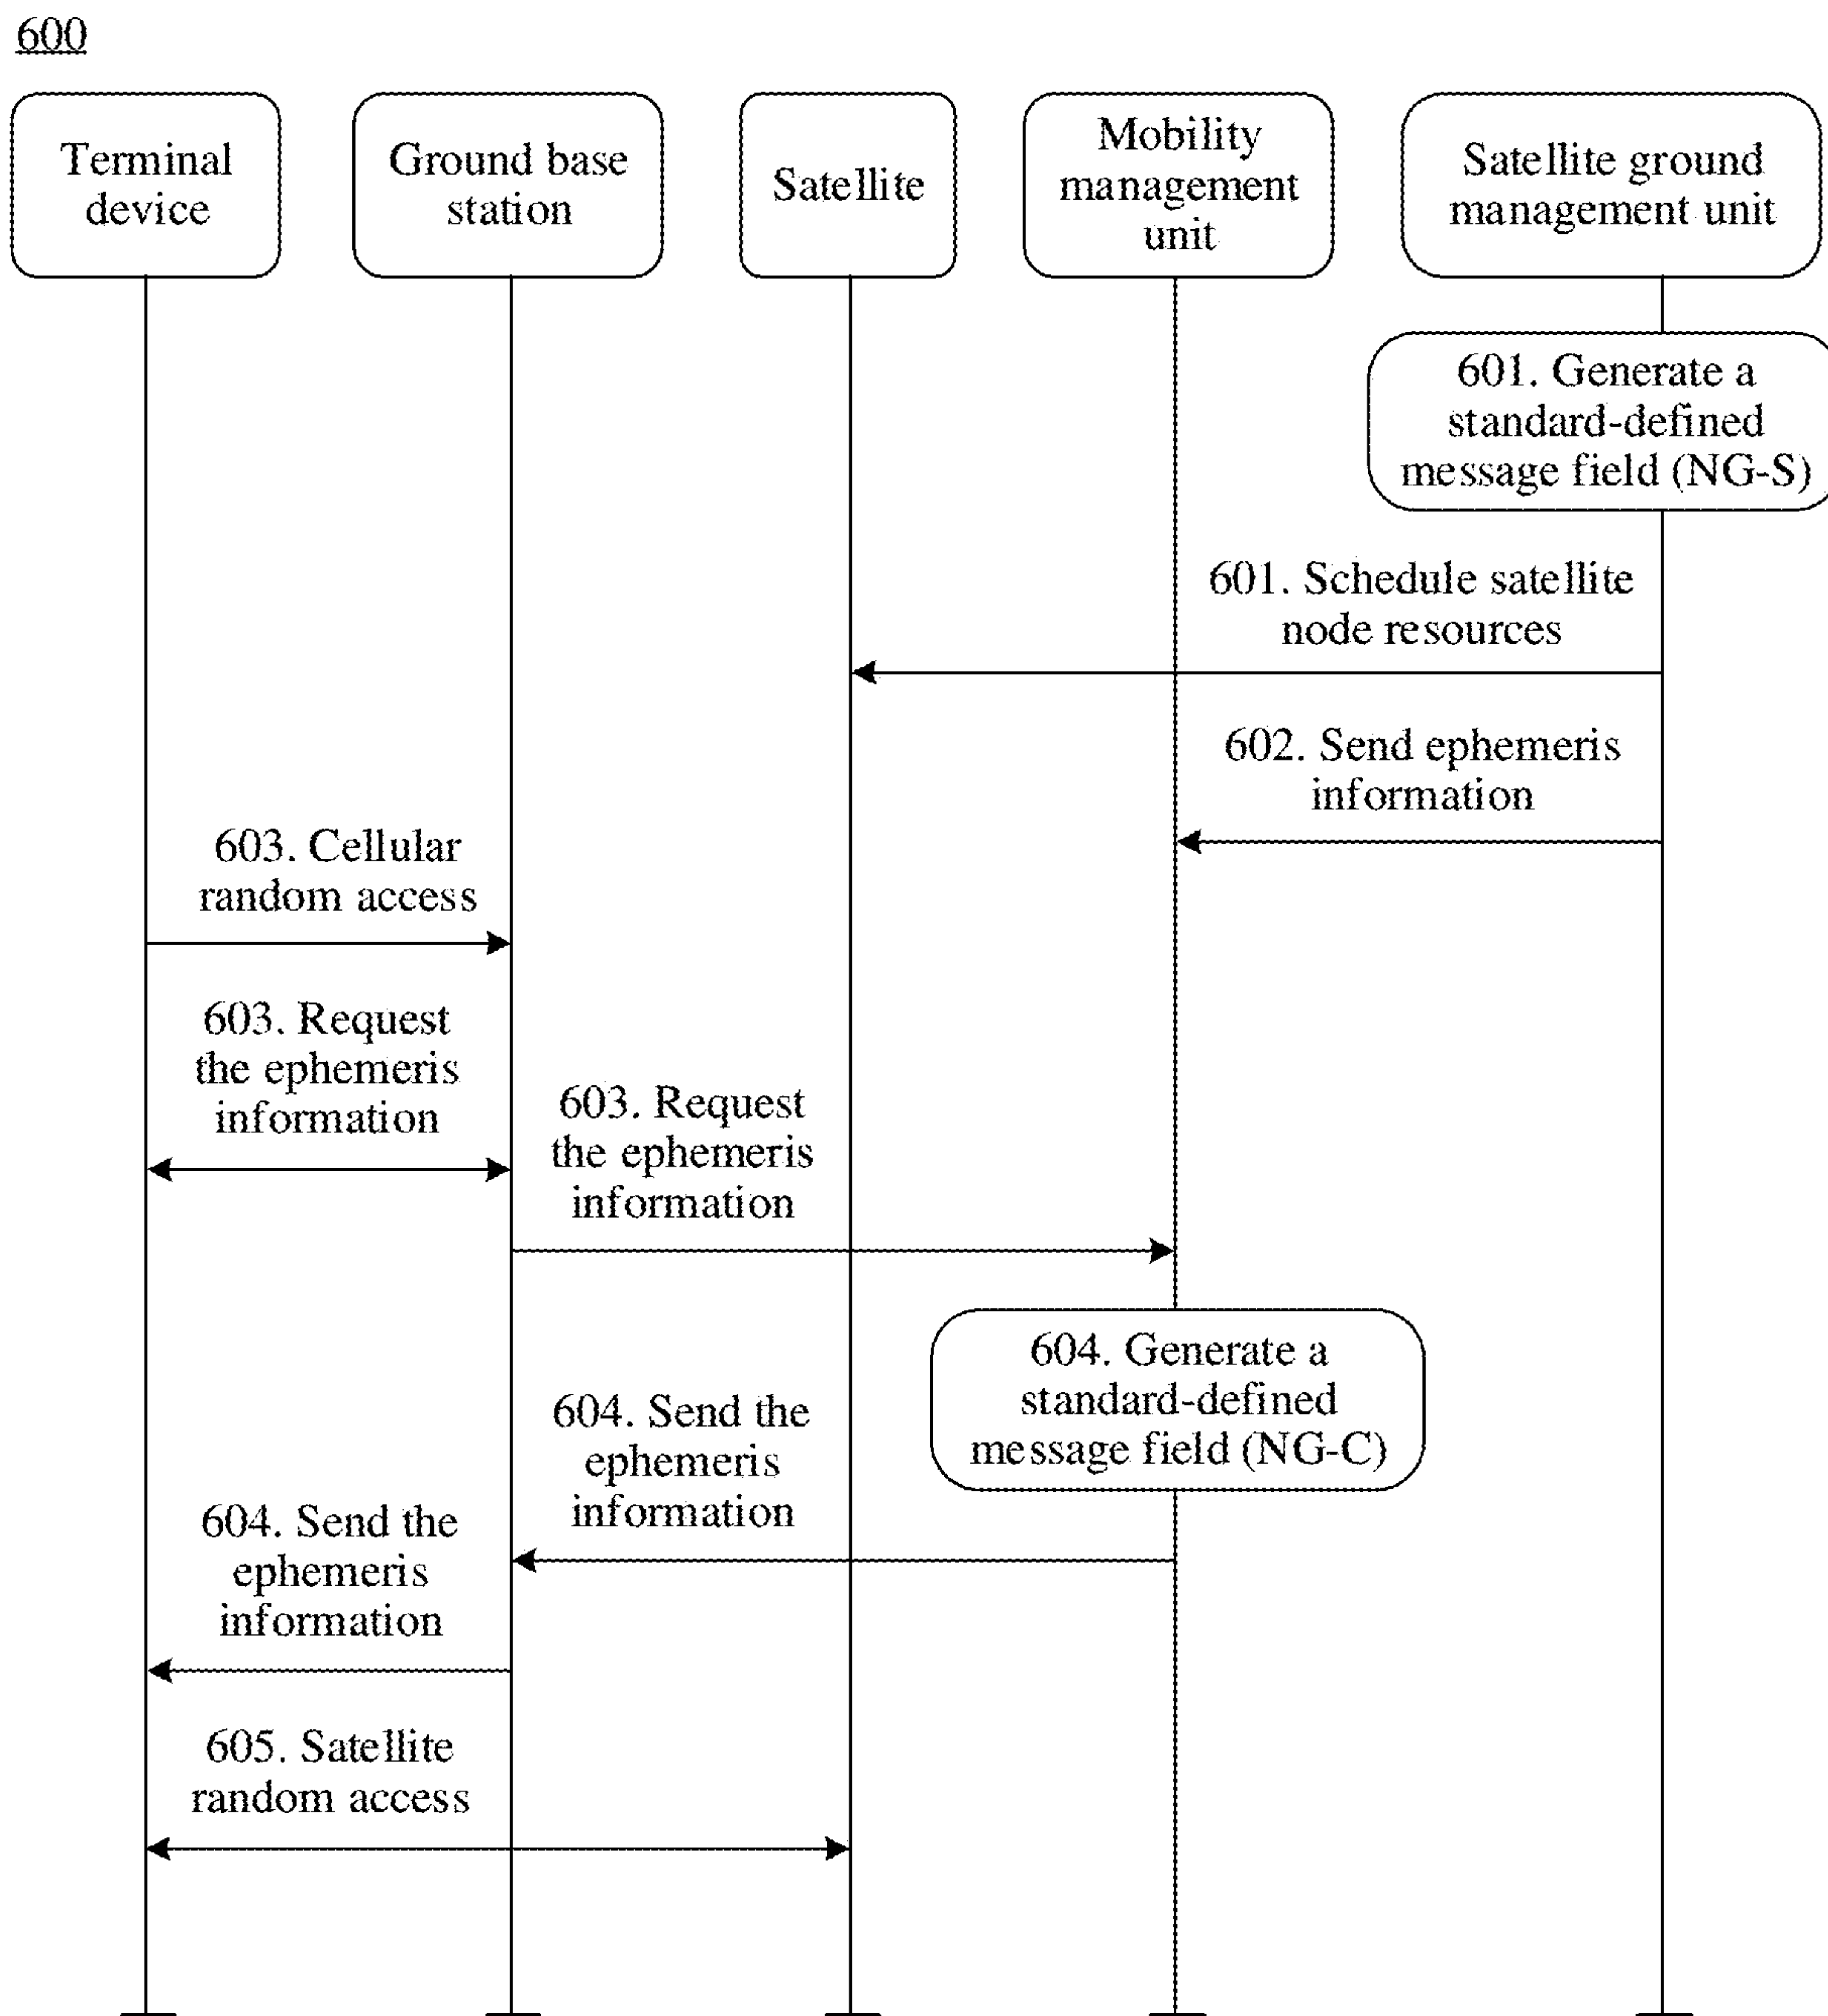 600
Terminal
device
Ground base
station
Satellite
Mobility
management
unit
Satellite ground
management unit
601. Generate a
standard-defined
message field (NG-S)
601. Schedule satellite
node resources
602. Send ephemeris
information
603. Cellular
random access
603. Request
the ephemeris
information
603. Request
the ephemeris
information
604. Generate a
standard-defined
message field (NG-C)
604. Send the
ephemeris
information
604. Send the
ephemeris
information
605. Satellite
random access